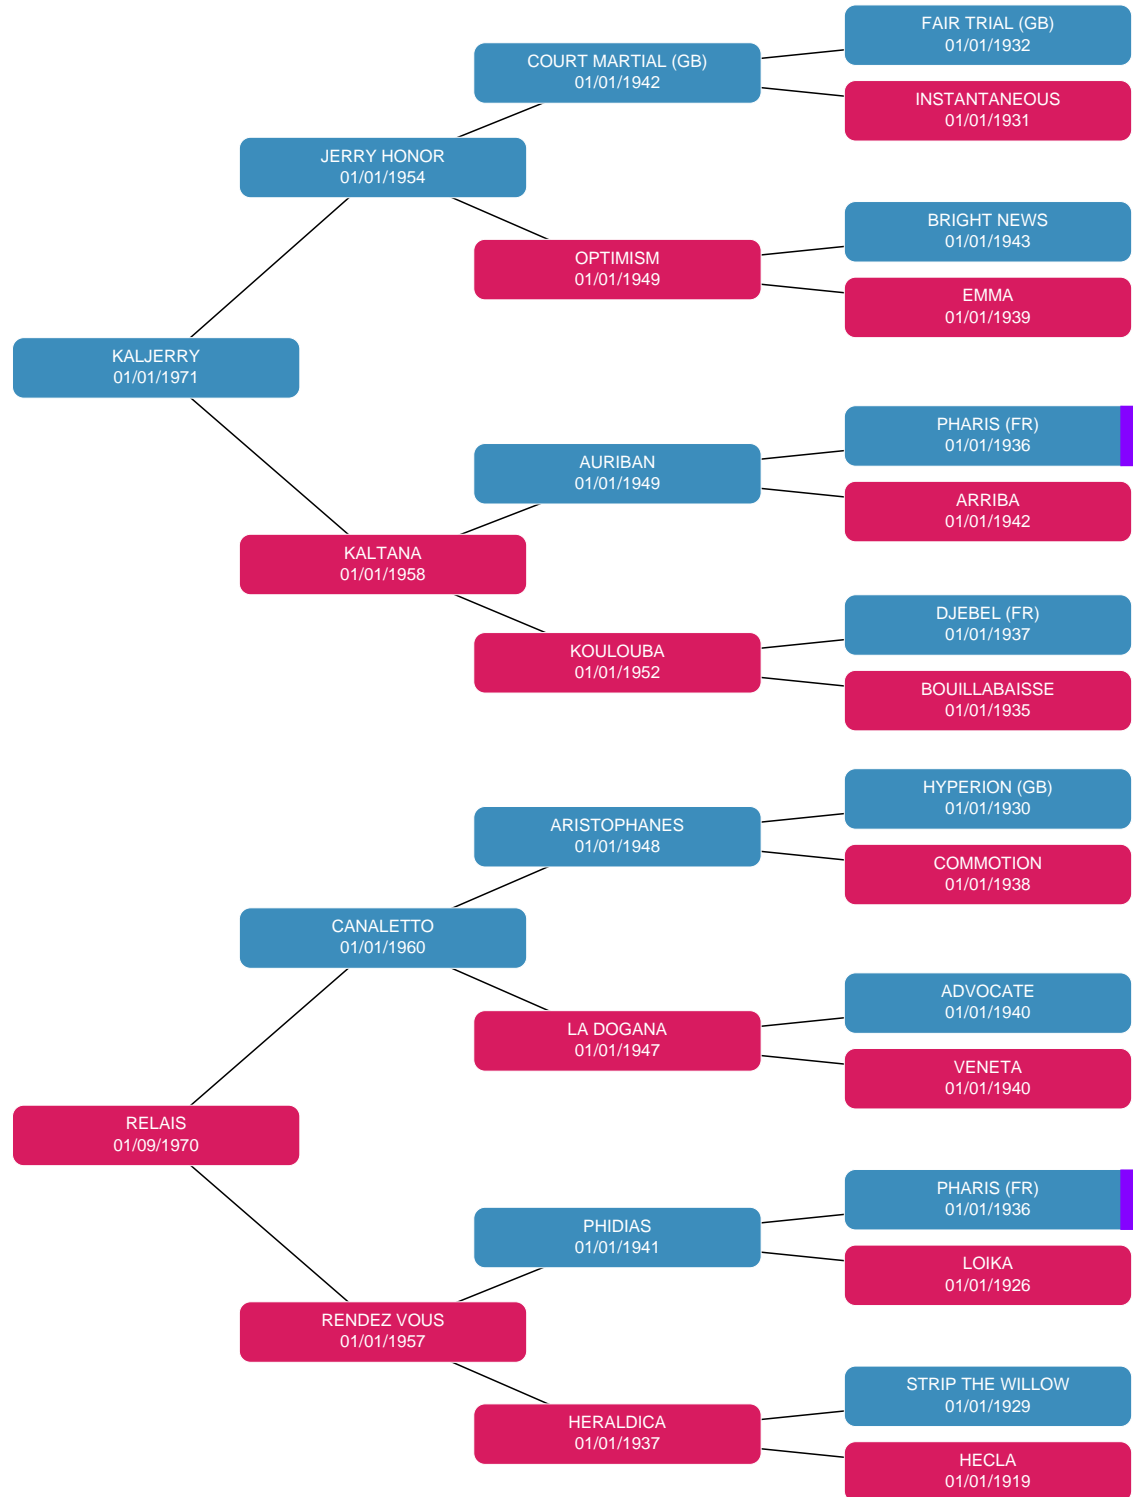 FAIR TRIAL (GB)
01/01/1932
COURT MARTIAL (GB)
01/01/1942
INSTANTANEOUS
01/01/1931
JERRY HONOR
01/01/1954
BRIGHT NEWS
01/01/1943
OPTIMISM
01/01/1949
EMMA
01/01/1939
KALJERRY
01/01/1971
PHARIS (FR)
01/01/1936
AURIBAN
01/01/1949
ARRIBA
01/01/1942
KALTANA
01/01/1958
DJEBEL (FR)
01/01/1937
KOULOUBA
01/01/1952
BOUILLABAISSE
01/01/1935
HYPERION (GB)
01/01/1930
ARISTOPHANES
01/01/1948
COMMOTION
01/01/1938
CANALETTO
01/01/1960
ADVOCATE
01/01/1940
LA DOGANA
01/01/1947
VENETA
01/01/1940
RELAIS
01/09/1970
PHARIS (FR)
01/01/1936
PHIDIAS
01/01/1941
LOIKA
01/01/1926
RENDEZ VOUS
01/01/1957
STRIP THE WILLOW
01/01/1929
HERALDICA
01/01/1937
HECLA
01/01/1919